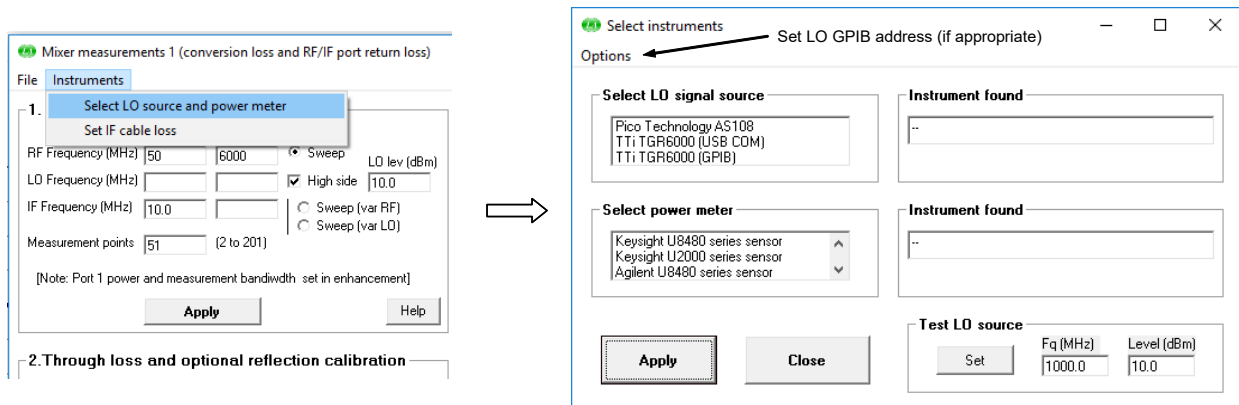 Mixer measurements 1 (conversion loss and RF/IF port return loss)
File Instruments
Select LO source and power meter
Set IF cable loss
1.
RF Frequency (MHz) 50 6000 Sweep LO lev (dBm)
LO Frequency (MHz) High side 10.0
IF Frequency (MHz) 10.0 Sweep (var RF)
Sweep (var LO)
Measurement points 51 (2 to 201)
[Note: Port 1 power and measurement bandiwdth set in enhancement]
Apply Help
2.Through loss and optional reflection calibration
Select instruments
Options
Set LO GPIB address (if appropriate)
Select LO signal source
Pico Technology AS108
TTi TGR6000 (USB COM)
TTi TGR6000 (GPIB)
Instrument found
--
Select power meter
Keysight U8480 series sensor
Keysight U2000 series sensor
Agilent U8480 series sensor
Instrument found
--
Apply Close
Test LO source
Fq (MHz) Level (dBm)
Set 1000.0 10.0